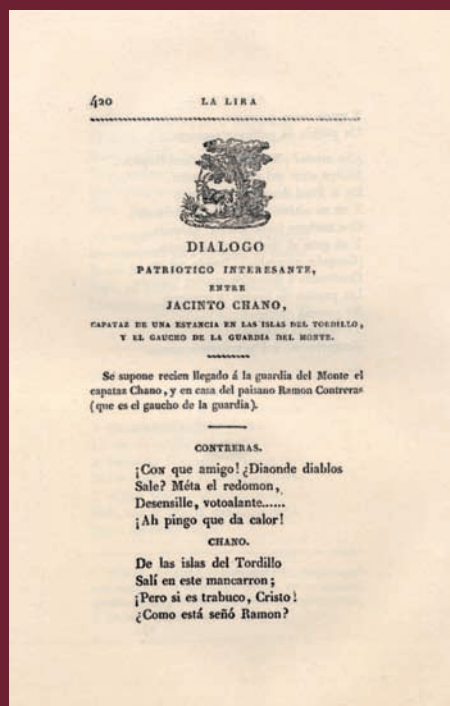 420 LA LIRA
DIALOGO
PATRIOTICO INTERESANTE,
ENTRE
JACINTO CHANO,
CAPATAZ DE UNA ESTANCIA EN LAS ISLAS DEL TORDILLO,
Y EL GAUCHO DE LA GUARDIA DEL MONTE.
Se supone recien llegado á la guardia del Monte el
capataz Chano, y en casa del paisano Ramon Contreras
(que es el gaucho de la guardia).
CONTRERAS.
¡CON que amigo! ¿Diaonde diablos
Sale? Méta el redomon,
Desensille, votoalante......
¡Ah pingo que da calor!
CHANO.
De las islas del Tordillo
Salí en este mancarron;
¡Pero si es trabuco, Cristo!
¿Como está señó Ramon?